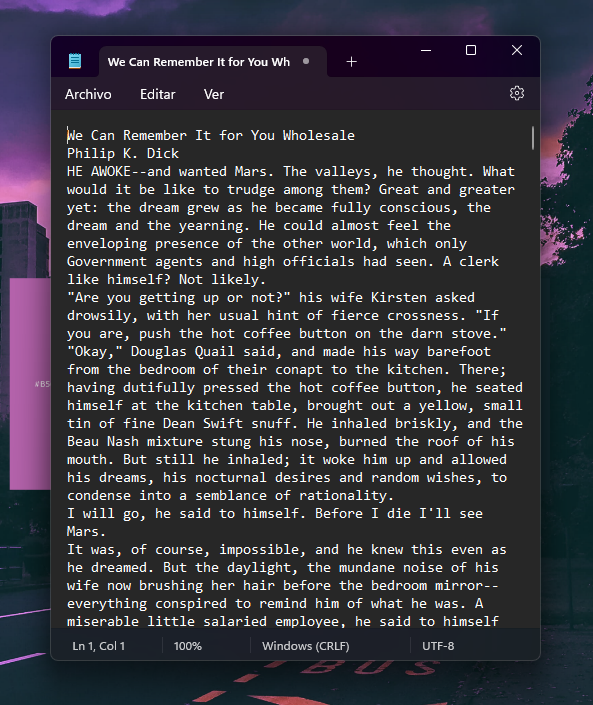 We Can Remember It for You Wh
Archivo Editar Ver
We Can Remember It for You Wholesale
Philip K. Dick
HE AWOKE--and wanted Mars. The valleys, he thought. What
would it be like to trudge among them? Great and greater
yet: the dream grew as he became fully conscious, the
dream and the yearning. He could almost feel the
enveloping presence of the other world, which only
Government agents and high officials had seen. A clerk
like himself? Not likely.
"Are you getting up or not?" his wife Kirsten asked
drowsily, with her usual hint of fierce crossness. "If
you are, push the hot coffee button on the darn stove."
"Okay," Douglas Quail said, and made his way barefoot
from the bedroom of their conapt to the kitchen. There;
having dutifully pressed the hot coffee button, he seated
himself at the kitchen table, brought out a yellow, small
tin of fine Dean Swift snuff. He inhaled briskly, and the
Beau Nash mixture stung his nose, burned the roof of his
mouth. But still he inhaled; it woke him up and allowed
his dreams, his nocturnal desires and random wishes, to
condense into a semblance of rationality.
I will go, he said to himself. Before I die I'll see
Mars.
It was, of course, impossible, and he knew this even as
he dreamed. But the daylight, the mundane noise of his
wife now brushing her hair before the bedroom mirror--
everything conspired to remind him of what he was. A
miserable little salaried employee, he said to himself
Ln 1, Col 1 100% Windows (CRLF) UTF-8
#B5
BUS